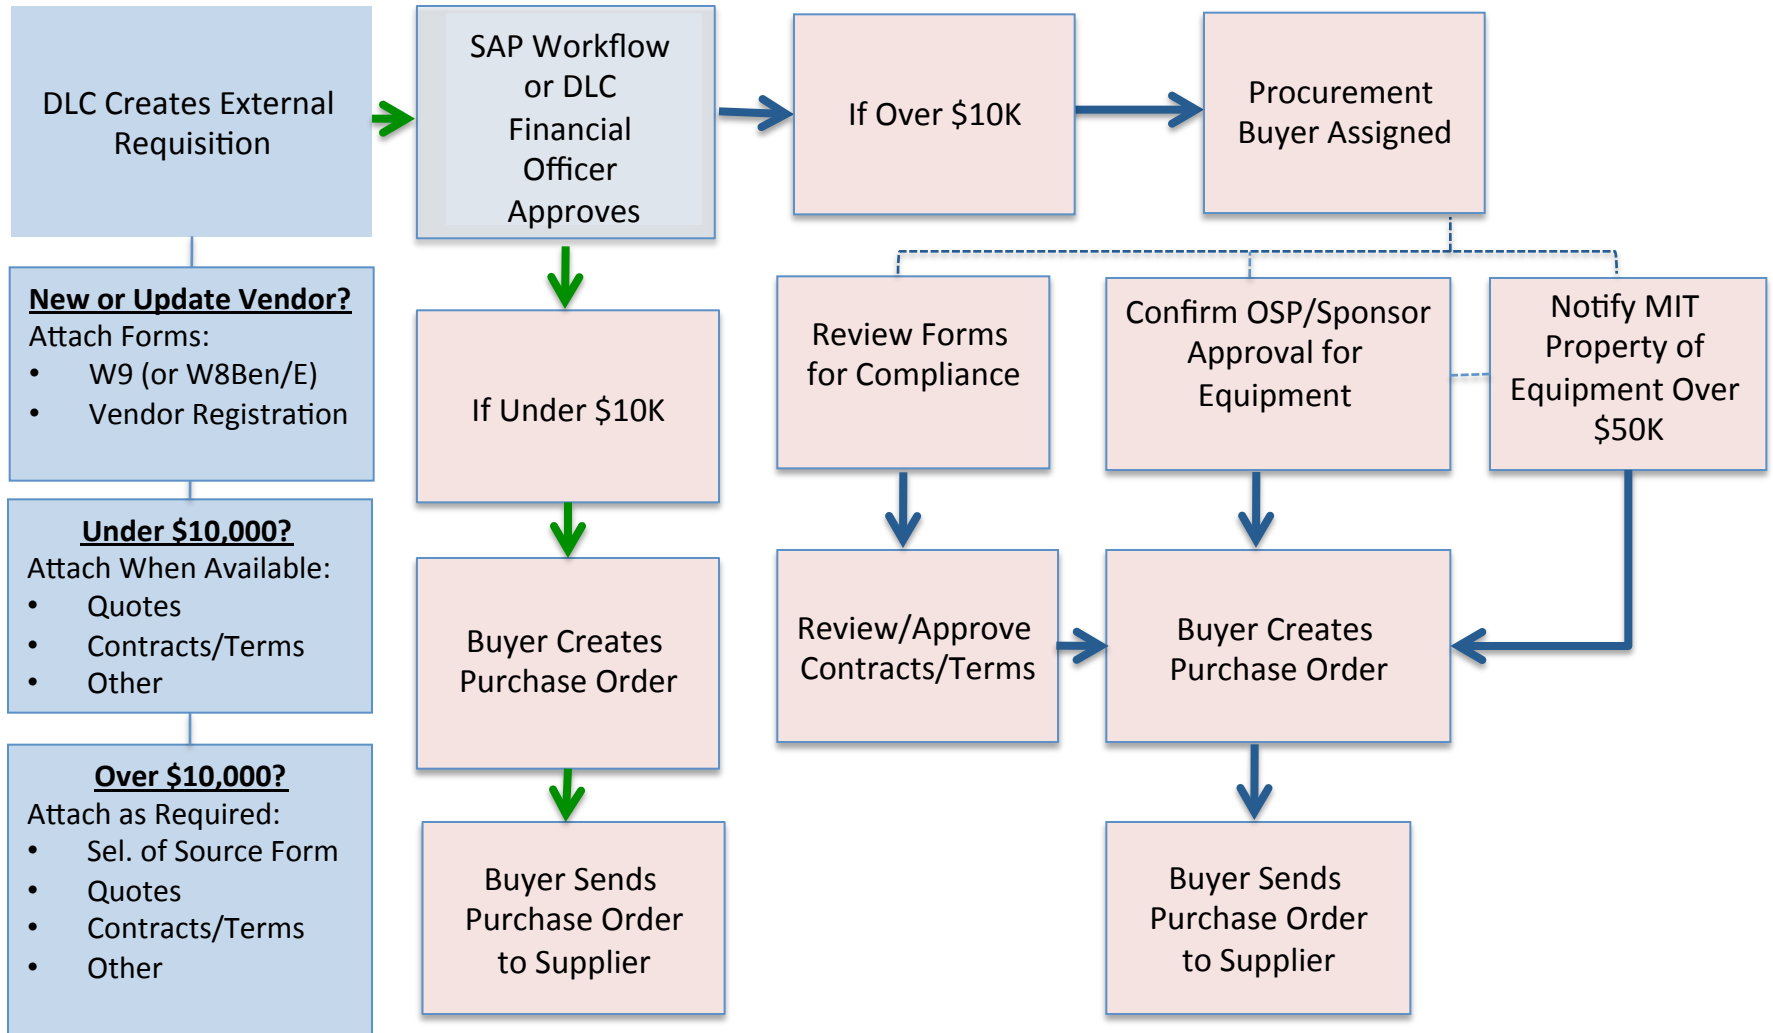 DLC Creates External
Requisition
SAP Workflow
or DLC
Financial
Officer
Approves
If Over $10K
Procurement
Buyer Assigned
New or Update Vendor?
Attach Forms:
• W9 (or W8Ben/E)
• Vendor Registration
Under $10,000?
Attach When Available:
• Quotes
• Contracts/Terms
• Other
Over $10,000?
Attach as Required:
• Sel. of Source Form
• Quotes
• Contracts/Terms
• Other
If Under $10K
Buyer Creates
Purchase Order
Buyer Sends
Purchase Order
to Supplier
Review Forms
for Compliance
Confirm OSP/Sponsor
Approval for
Equipment
Notify MIT
Property of
Equipment Over
$50K
Review/Approve
Contracts/Terms
Buyer Creates
Purchase Order
Buyer Sends
Purchase Order
to Supplier